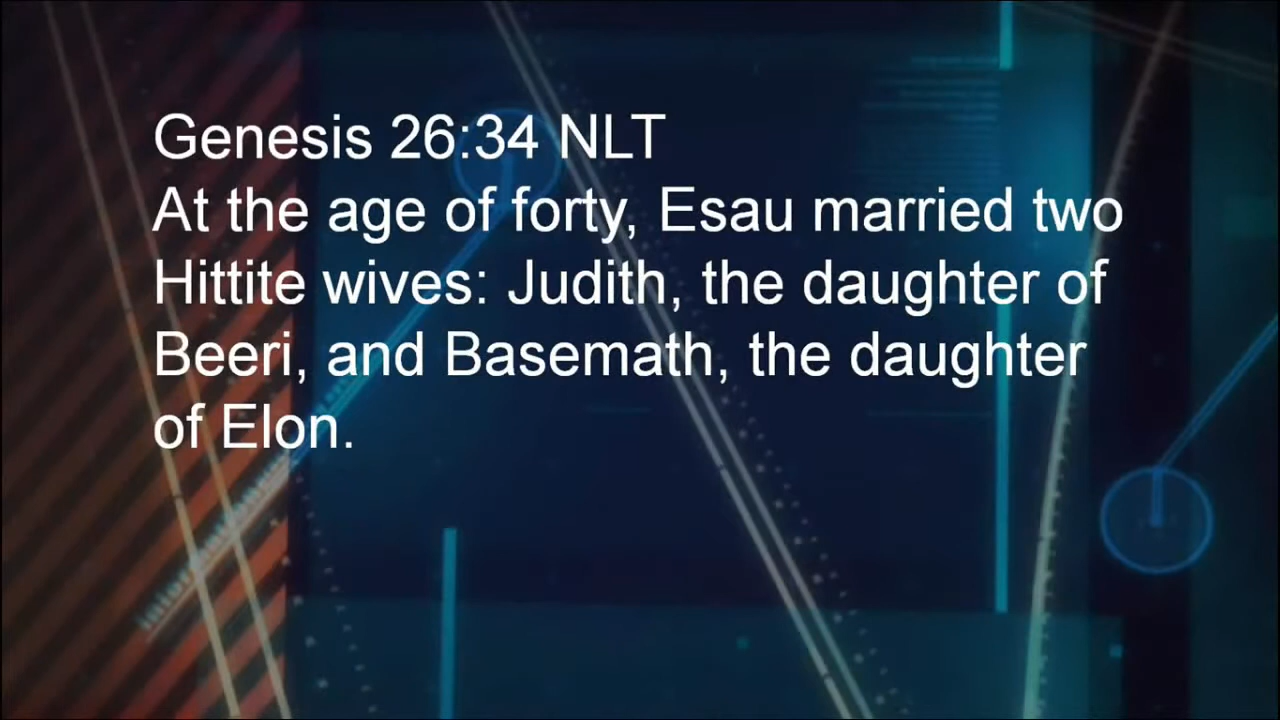 Genesis 26:34 NLT
At the age of forty, Esau married two
Hittite wives: Judith, the daughter of
Beeri, and Basemath, the daughter
of Elon.